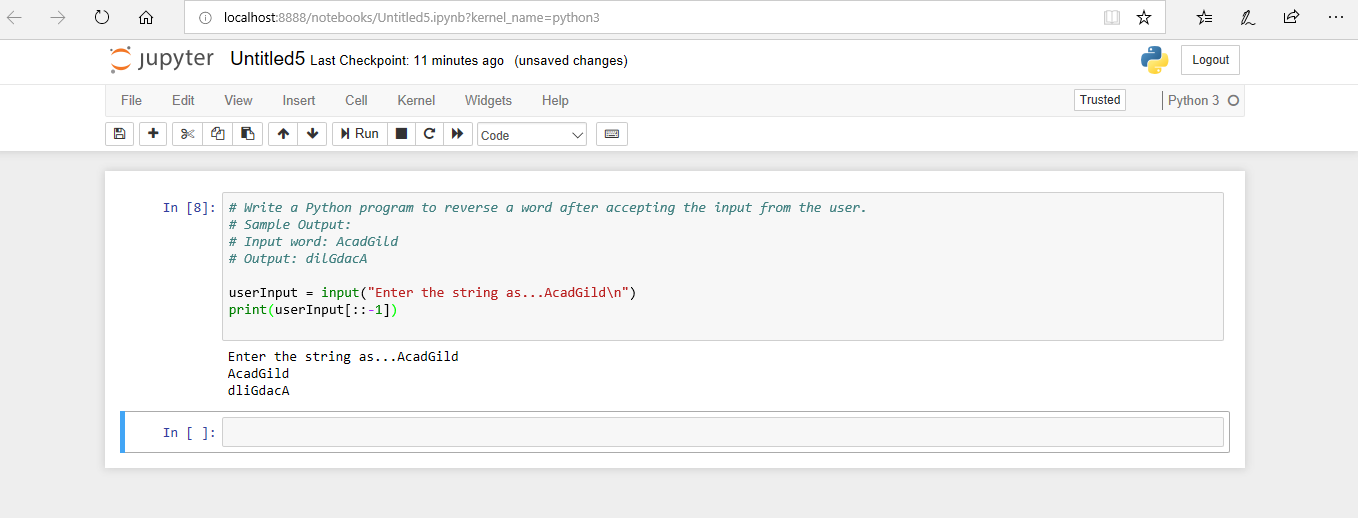 localhost:8888/notebooks/Untitled5.ipynb?kernel_name=python3
jupyter Untitled5 Last Checkpoint: 11 minutes ago (unsaved changes) Logout
File Edit View Insert Cell Kernel Widgets Help Trusted Python 3
Run Code
In [8]: # Write a Python program to reverse a word after accepting the input from the user.
# Sample Output:
# Input word: AcadGild
# Output: dilGdacA
userInput = input("Enter the string as...AcadGild\n")
print(userInput[::-1])
Enter the string as...AcadGild
AcadGild
dliGdacA
In [ ]: